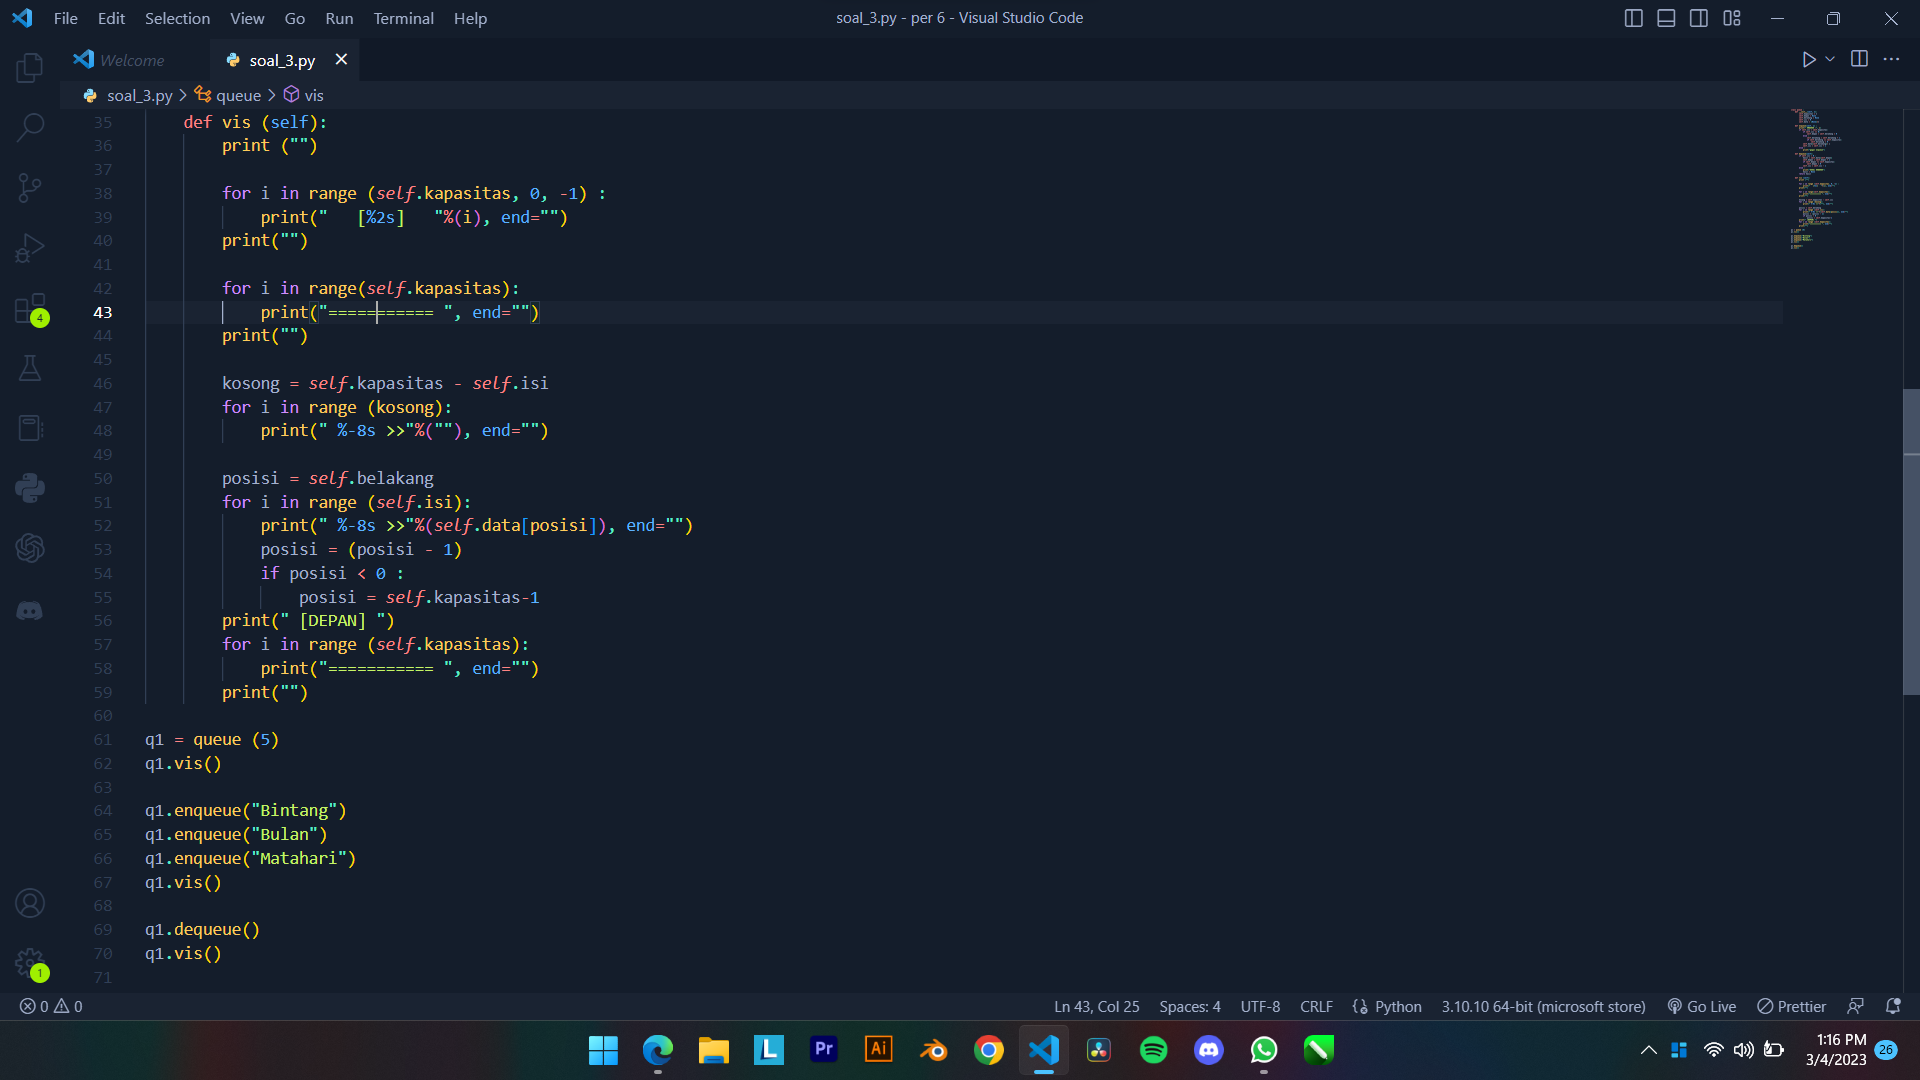 File Edit Selection View Go Run Terminal Help
soal_3.py - per 6 - Visual Studio Code
Welcome
soal_3.py
soal_3.py > queue > vis
35 def vis (self):
36 print ("")
37
38 for i in range (self.kapasitas, 0, -1) :
39 print("   [%2s]   "%(i), end="")
40 print("")
41
42 for i in range(self.kapasitas):
43 print("=========== ", end="")
44 print("")
45
46 kosong = self.kapasitas - self.isi
47 for i in range (kosong):
48 print(" %-8s >>"%(""), end="")
49
50 posisi = self.belakang
51 for i in range (self.isi):
52 print(" %-8s >>"%(self.data[posisi]), end="")
53 posisi = (posisi - 1)
54 if posisi < 0 :
55 posisi = self.kapasitas-1
56 print(" [DEPAN] ")
57 for i in range (self.kapasitas):
58 print("=========== ", end="")
59 print("")
60
61 q1 = queue (5)
62 q1.vis()
63
64 q1.enqueue("Bintang")
65 q1.enqueue("Bulan")
66 q1.enqueue("Matahari")
67 q1.vis()
68
69 q1.dequeue()
70 q1.vis()
71
4
1
0 0
Ln 43, Col 25 Spaces: 4 UTF-8 CRLF Python 3.10.10 64-bit (microsoft store) Go Live Prettier
L Pr Ai
1:16 PM
3/4/2023
26